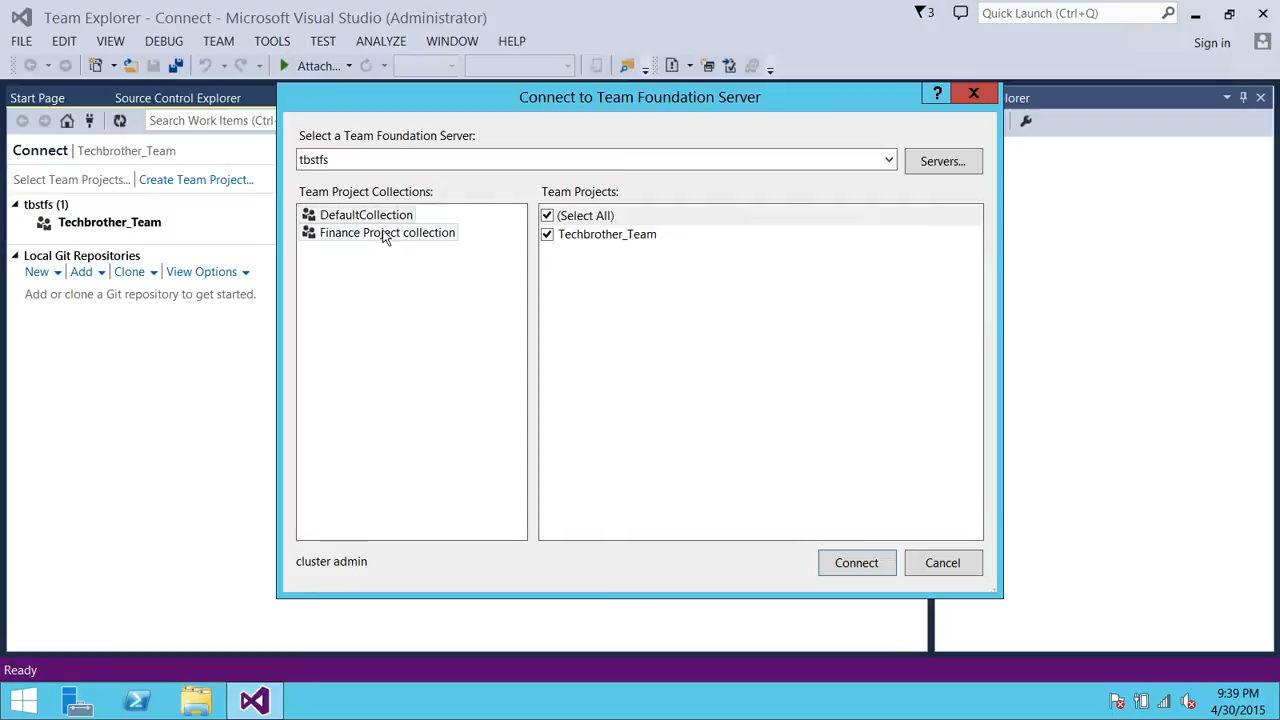 Team Explorer - Connect - Microsoft Visual Studio (Administrator)
3
Quick Launch (Ctrl+Q)
FILE EDIT VIEW DEBUG TEAM TOOLS TEST ANALYZE WINDOW HELP
Sign in
Attach...
Start Page
Source Control Explorer
Search Work Items (Ctrl
Connect | Techbrother_Team
Select Team Projects... Create Team Project...
tbstfs (1)
Techbrother_Team
Local Git Repositories
New Add Clone View Options
Add or clone a Git repository to get started.
Connect to Team Foundation Server
?
Select a Team Foundation Server:
tbstfs
Servers...
Team Project Collections:
Team Projects:
DefaultCollection
Finance Project collection
(Select All)
Techbrother_Team
cluster admin
Connect
Cancel
lorer
Ready
9:39 PM
4/30/2015